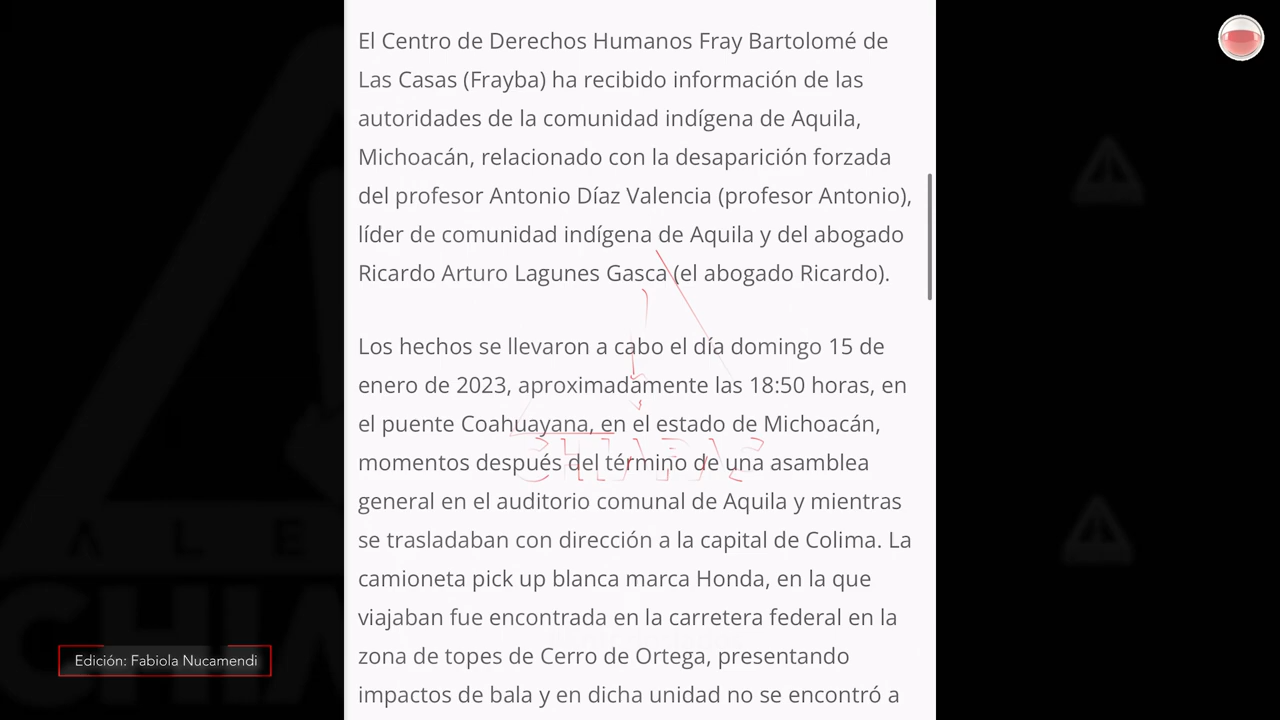 El Centro de Derechos Humanos Fray Bartolomé de
Las Casas (Frayba) ha recibido información de las
autoridades de la comunidad indígena de Aquila,
Michoacán, relacionado con la desaparición forzada
del profesor Antonio Díaz Valencia (profesor Antonio),
líder de comunidad indígena de Aquila y del abogado
Ricardo Arturo Lagunes Gasca (el abogado Ricardo).
Los hechos se llevaron a cabo el día domingo 15 de
enero de 2023, aproximadamente las 18:50 horas, en
el puente Coahuayana, en el estado de Michoacán,
CHIAPAS
momentos después del término de una asamblea
general en el auditorio comunal de Aquila y mientras
se trasladaban con dirección a la capital de Colima. La
camioneta pick up blanca marca Honda, en la que
viajaban fue encontrada en la carretera federal en la
zona de topes de Cerro de Ortega, presentando
impactos de bala y en dicha unidad no se encontró a
ALE
CHIA
Edición: Fabiola Nucamendi